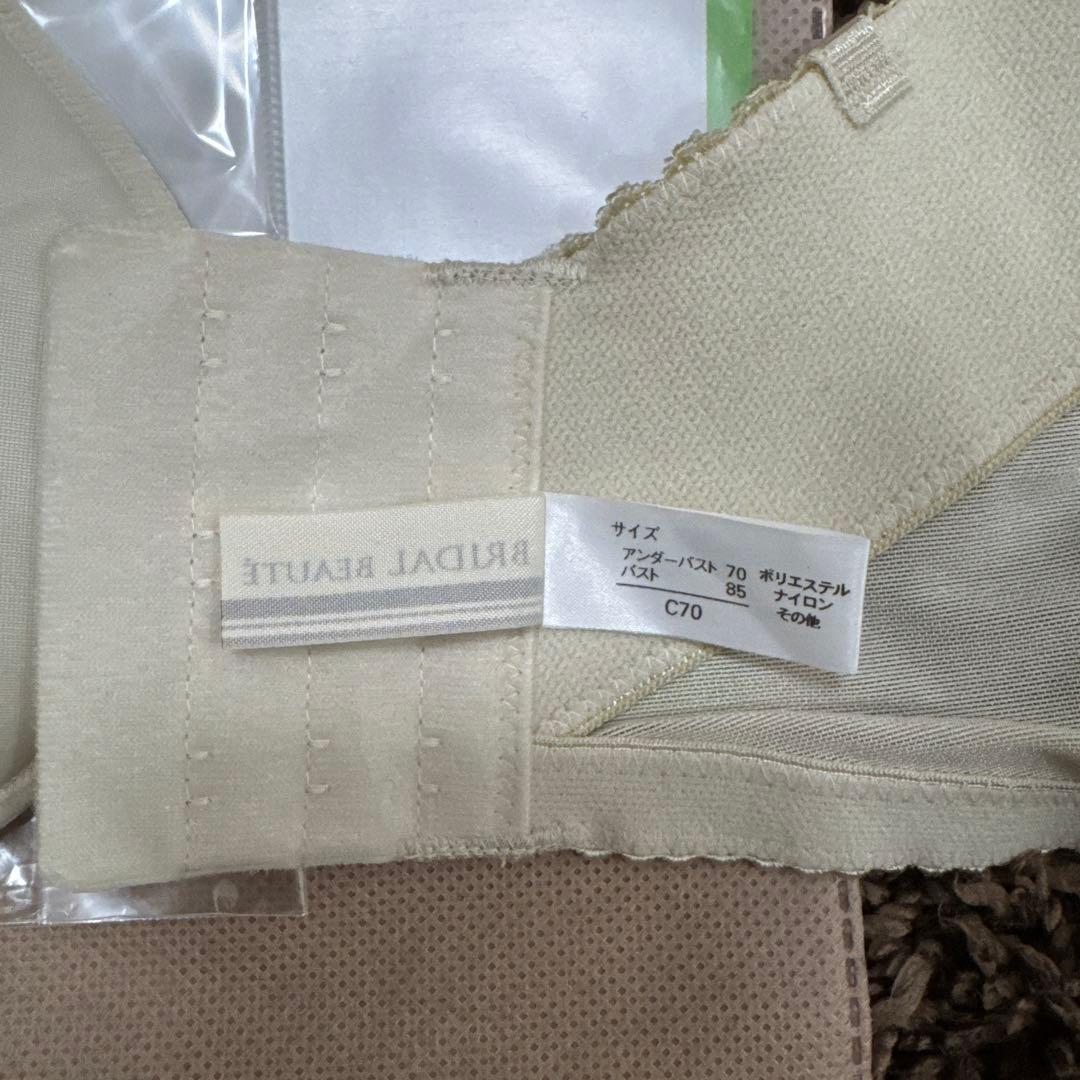 BRIDAL BEAUTÉ
サイズ
アンダーバスト 70
バスト 85
C70
ポリエステル
ナイロン
その他